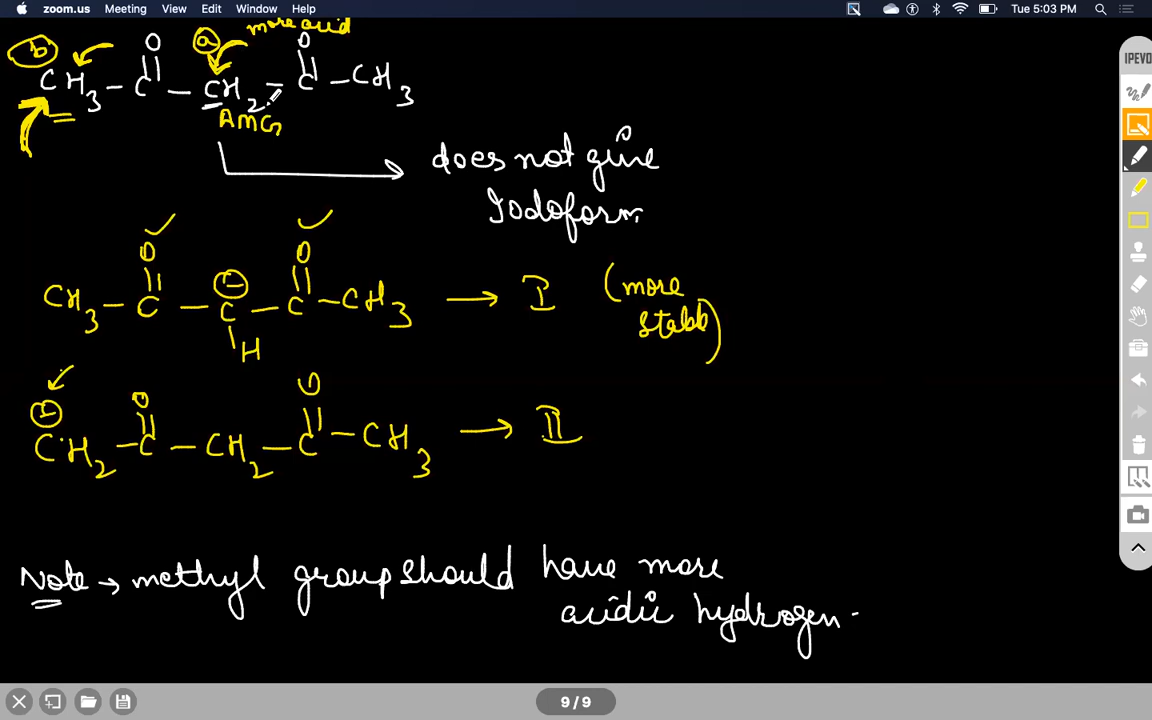 zoom.us Meeting View Edit Window Help Tue 5:03 PM
IPEVO
more acid
b a
O O
CH3 – C – CH2 – C – CH3
AMG
does not give
Iodoform
O O
CH3 – C – C – C – CH3 → I (more
stabl)
H
O O
CH2 – C – CH2 – C – CH3 → II
Note → methyl group should have more
acidic hydrogen -
9 / 9